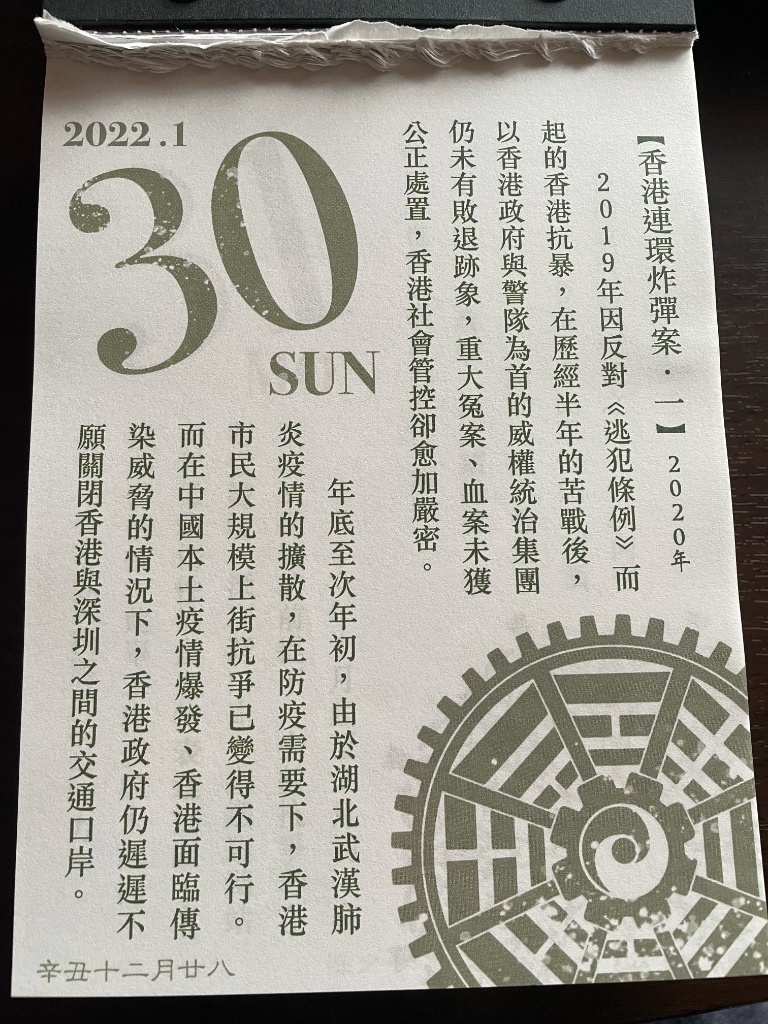 2022.1
30
SUN
【香港連環炸彈案·一】2020年
2019年因反對《逃犯條例》而
起的香港抗暴，在歷經半年的苦戰後，
以香港政府與警隊為首的威權統治集團
仍未有敗退跡象，重大冤案、血案未獲
公正處置，香港社會管控卻愈加嚴密。
年底至次年初，由於湖北武漢肺
炎疫情的擴散，在防疫需要下，香港
市民大規模上街抗爭已變得不可行。
而在中國本土疫情爆發、香港面臨傳
染威脅的情況下，香港政府仍遲遲不
願關閉香港與深圳之間的交通口岸。
辛丑十二月廿八